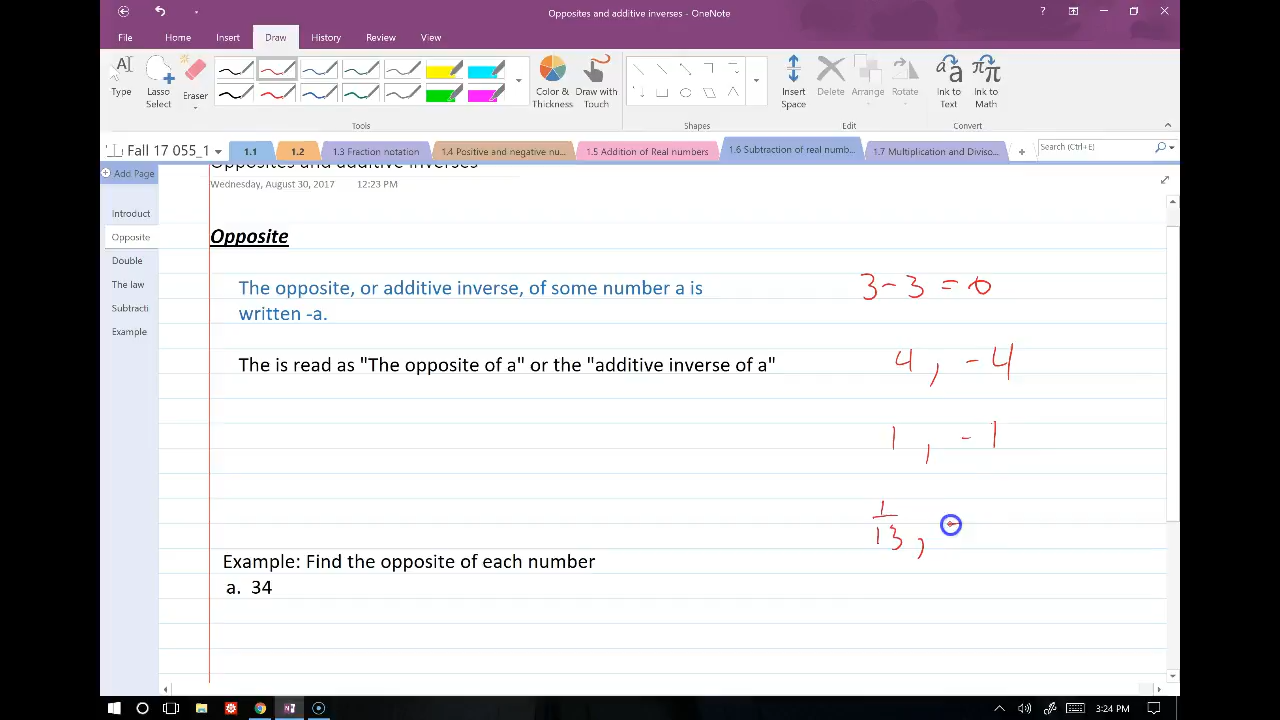 Opposites and additive inverses - OneNote
File Home Insert Draw History Review View
Type
Lasso Select
Eraser
Color & Thickness
Draw with Touch
Insert Space
Delete
Arrange
Rotate
Ink to Text
Ink to Math
Tools Shapes Edit Convert
Fall 17 055_1 1.1 1.2 1.3 Fraction notation 1.4 Positive and negative nu... 1.5 Addition of Real numbers 1.6 Subtraction of real numb... 1.7 Multiplication and Diviso... Search (Ctrl+E)
Add Page
Introduct
Opposite
Double
The law
Subtracti
Example
Opposites and additive inverses
Wednesday, August 30, 2017 12:23 PM
Opposite
The opposite, or additive inverse, of some number a is
written -a.
The is read as "The opposite of a" or the "additive inverse of a"
3 - 3 = 0
4 , - 4
1 , - 1
1/13 , -
Example: Find the opposite of each number
a. 34
3:24 PM